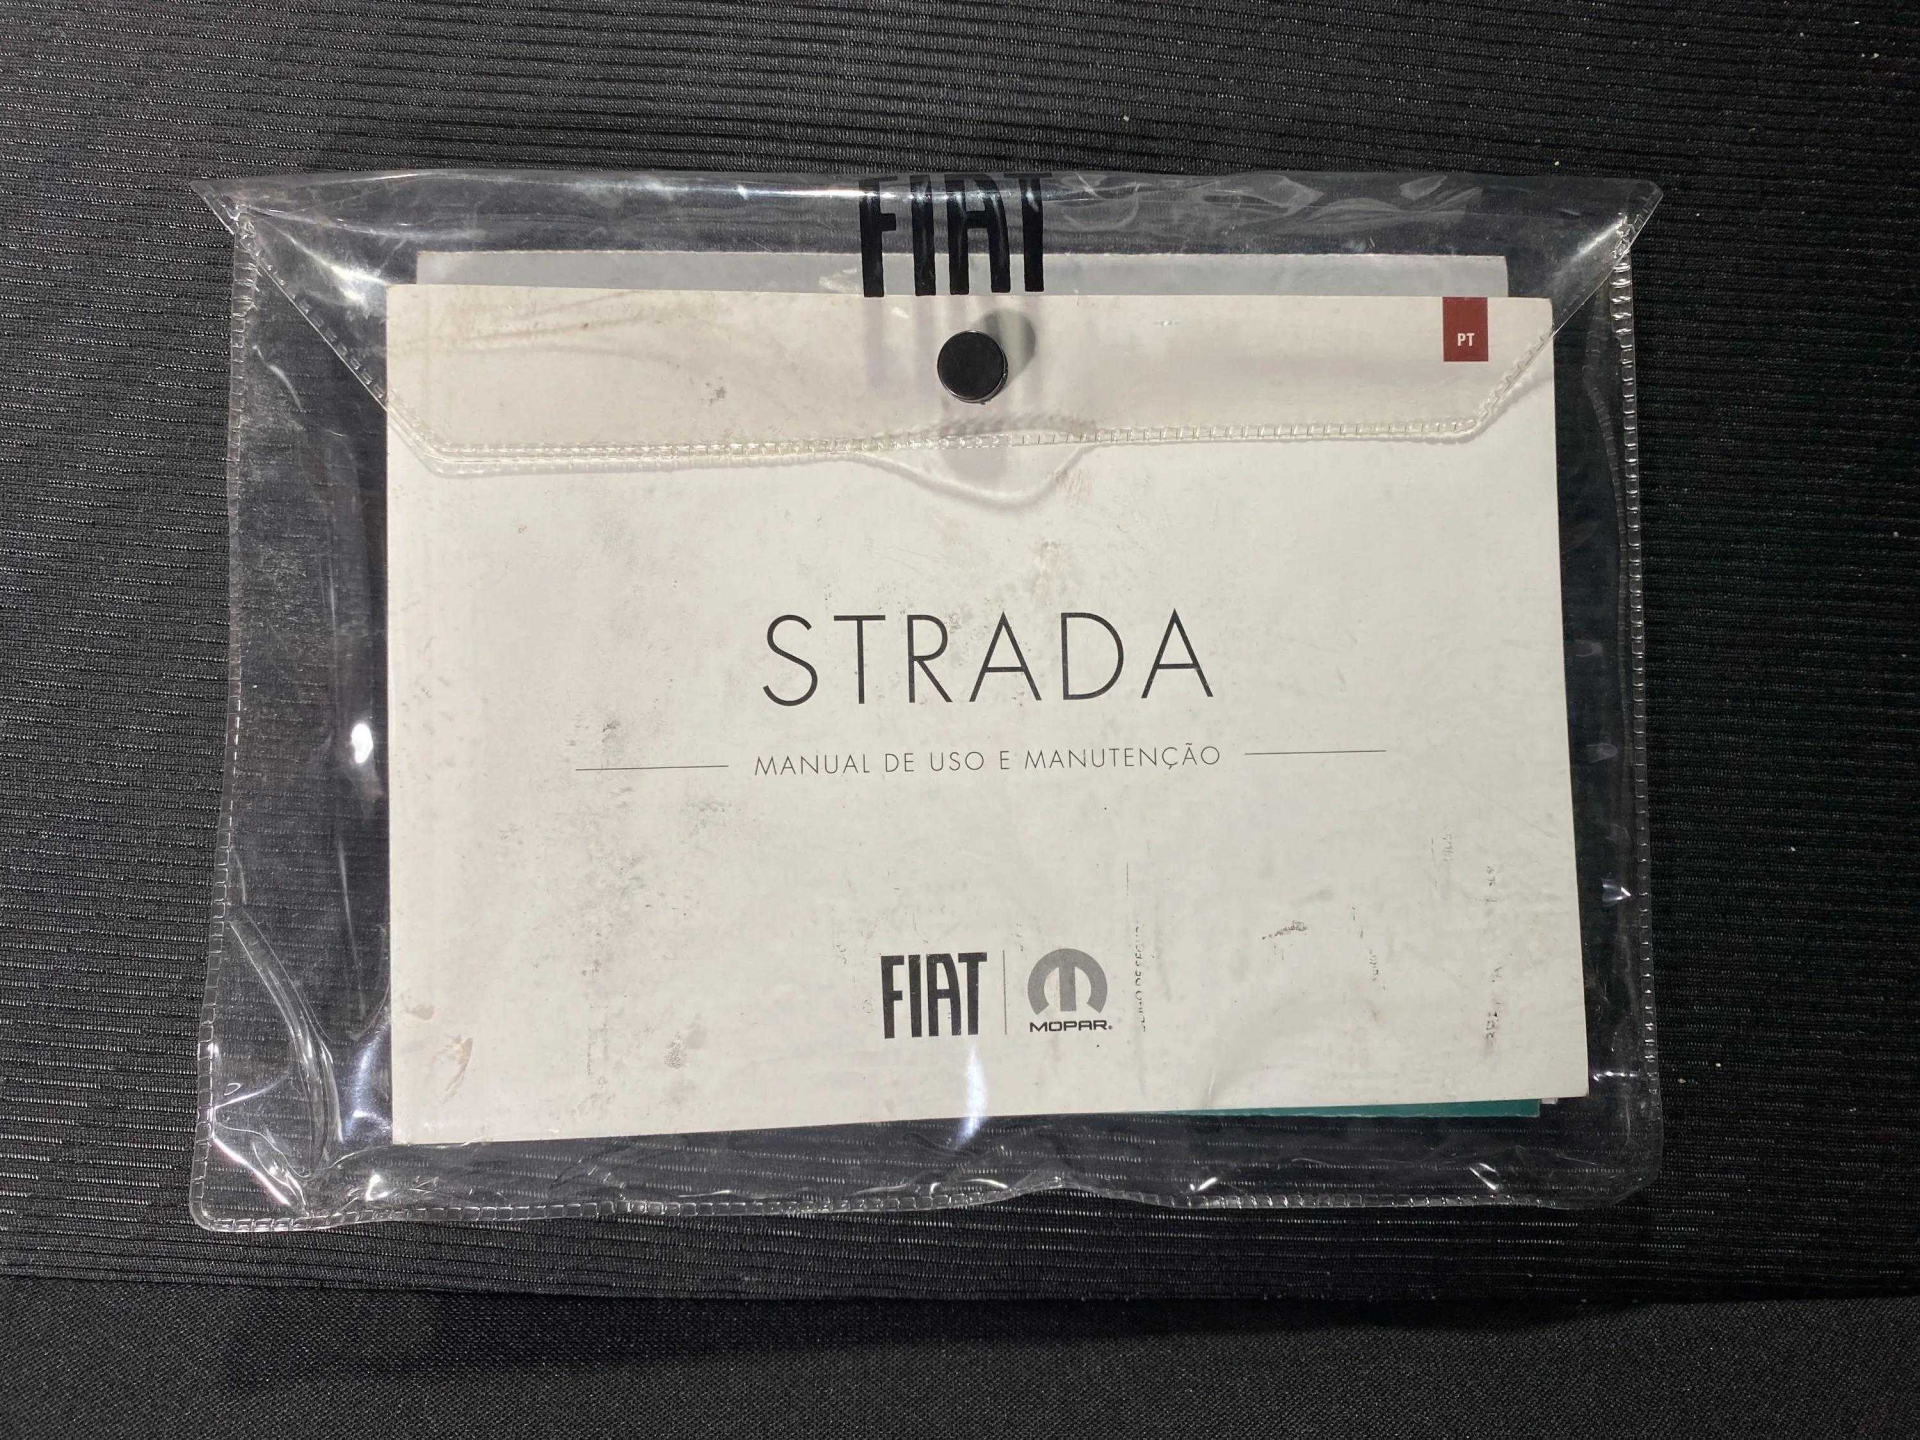 FIAT
PT
STRADA
MANUAL DE USO E MANUTENÇÃO
FIAT
MOPAR®